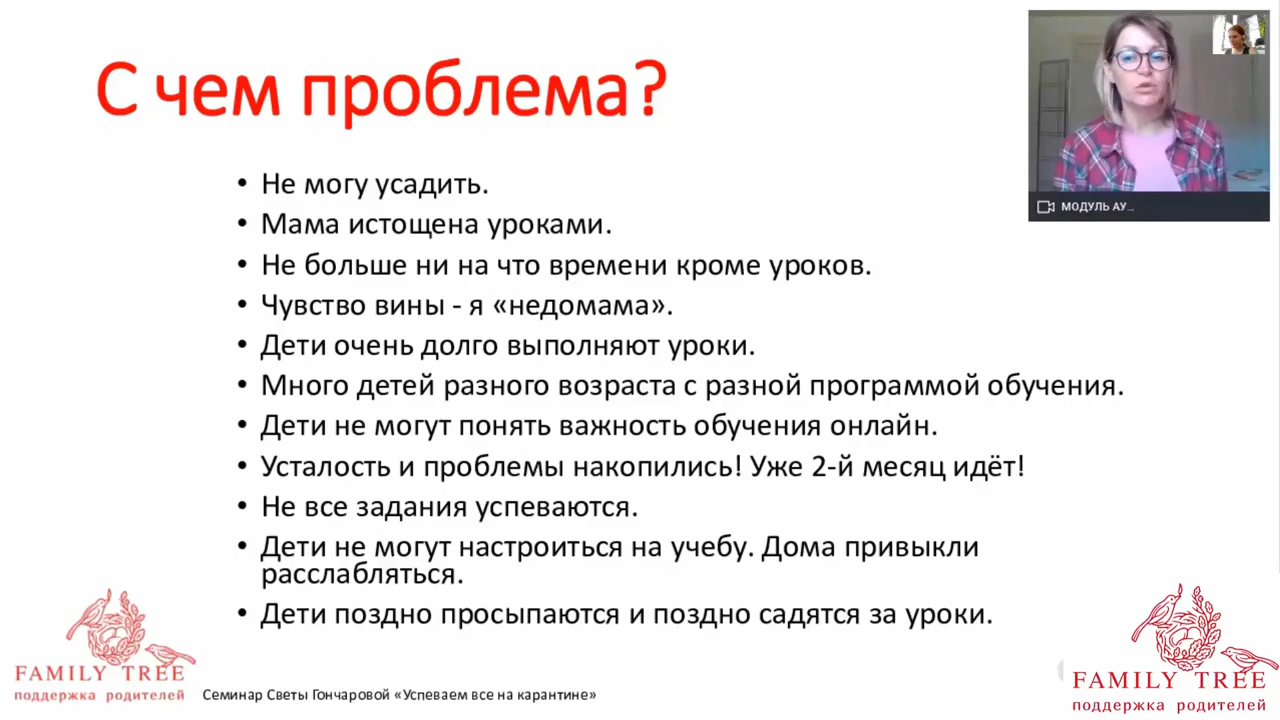 С чем проблема?
МОДУЛЬ АУ...
• Не могу усадить.
• Мама истощена уроками.
• Не больше ни на что времени кроме уроков.
• Чувство вины - я «недомама».
• Дети очень долго выполняют уроки.
• Много детей разного возраста с разной программой обучения.
• Дети не могут понять важность обучения онлайн.
• Усталость и проблемы накопились! Уже 2-й месяц идёт!
• Не все задания успеваются.
• Дети не могут настроиться на учебу. Дома привыкли
расслабляться.
• Дети поздно просыпаются и поздно садятся за уроки.
FAMILY TREE
поддержка родителей
Семинар Светы Гончаровой «Успеваем все на карантине»
FAMILY TREE
поддержка родителей